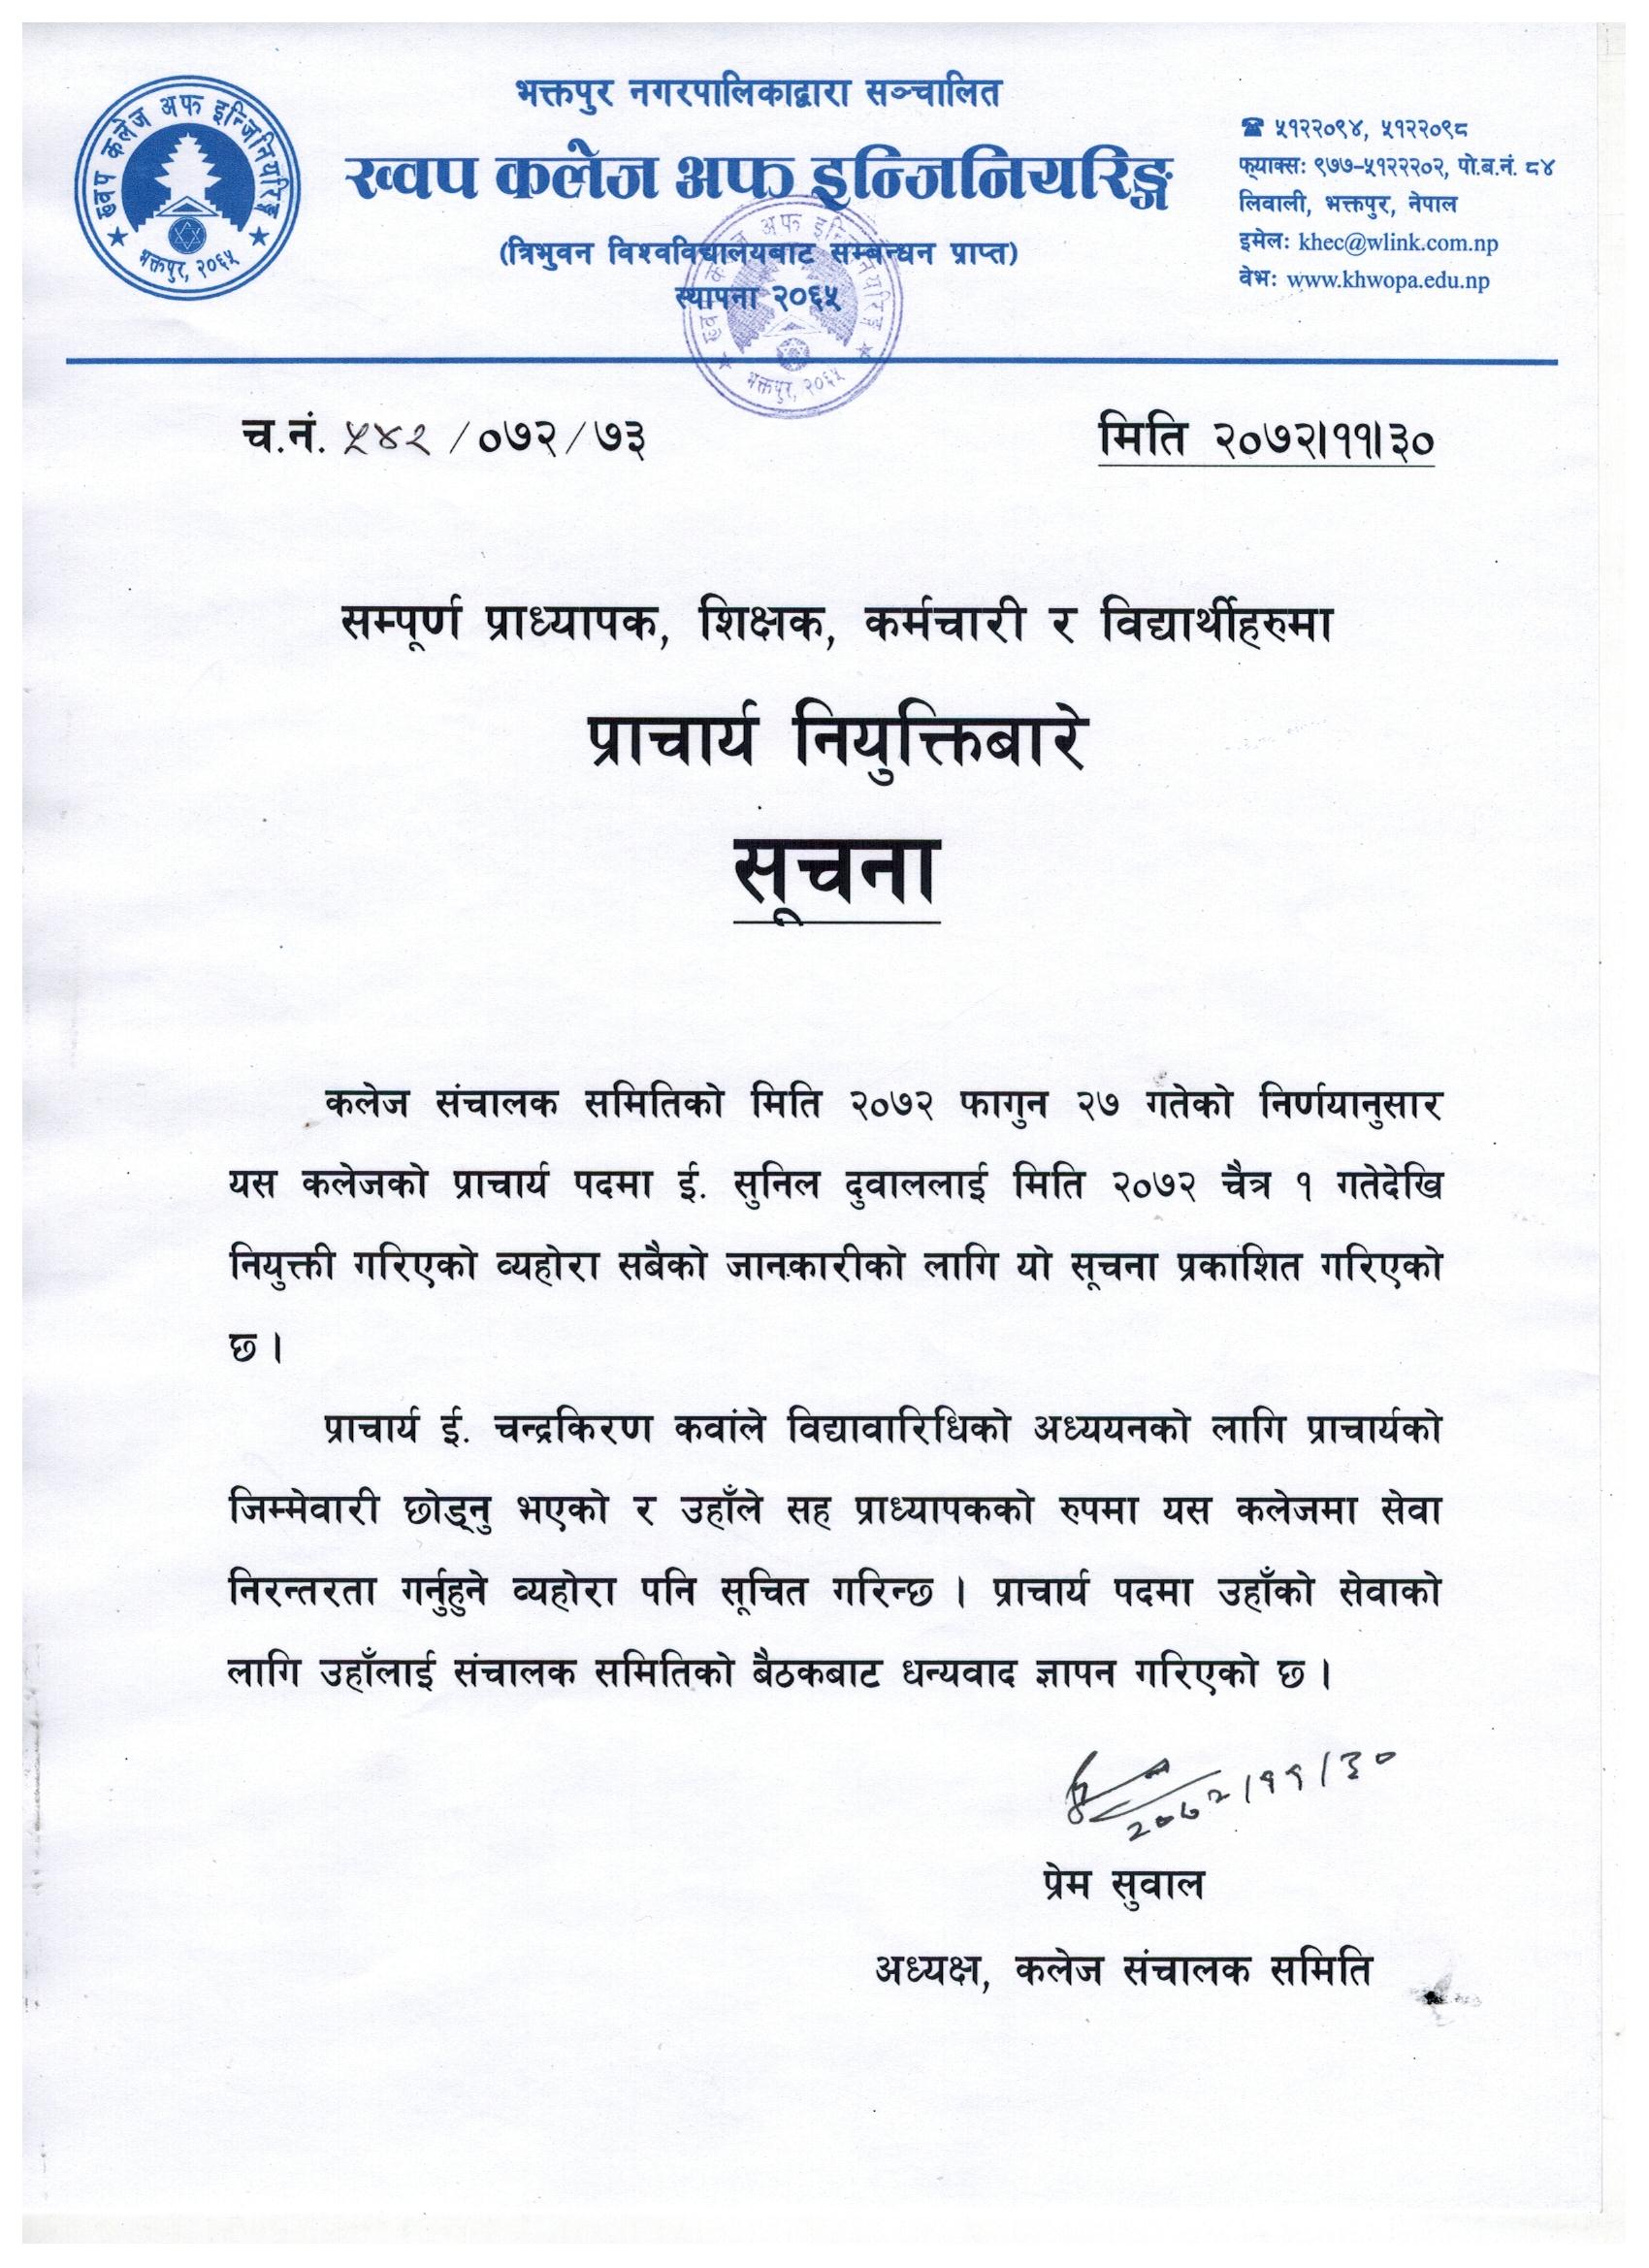 ख्वप कलेज अफ इन्जिनियरिङ्ग
भक्तपुर, २०६५
भक्तपुर नगरपालिकाद्वारा सञ्चालित
ख्वप कलेज अफ इन्जिनियरिङ्ग
(त्रिभुवन विश्वविद्यालयबाट सम्बन्धन प्राप्त)
स्थापना २०६५
☎ ५१२२०९४, ५१२२०९८
फ्याक्स: ९७७-५१२२२०२, पो.ब.नं. ८४
लिवाली, भक्तपुर, नेपाल
इमेल: khec@wlink.com.np
वेभ: www.khwopa.edu.np
ख्वप कलेज अफ इन्जिनियरिङ्ग
भक्तपुर, २०६५
च.नं. ५४२/०७२/७३
मिति २०७२।११।३०
सम्पूर्ण प्राध्यापक, शिक्षक, कर्मचारी र विद्यार्थीहरुमा
प्राचार्य नियुक्तिबारे
सूचना
कलेज संचालक समितिको मिति २०७२ फागुन २७ गतेको निर्णयानुसार
यस कलेजको प्राचार्य पदमा ई. सुनिल दुवाललाई मिति २०७२ चैत्र १ गतेदेखि
नियुक्ती गरिएको व्यहोरा सबैको जानकारीको लागि यो सूचना प्रकाशित गरिएको
छ ।
प्राचार्य ई. चन्द्रकिरण कवांले विद्यावारिधिको अध्ययनको लागि प्राचार्यको
जिम्मेवारी छोड्नु भएको र उहाँले सह प्राध्यापकको रुपमा यस कलेजमा सेवा
निरन्तरता गर्नुहुने व्यहोरा पनि सूचित गरिन्छ । प्राचार्य पदमा उहाँको सेवाको
लागि उहाँलाई संचालक समितिको बैठकबाट धन्यवाद ज्ञापन गरिएको छ ।
२०७२/११/३०
प्रेम सुवाल
अध्यक्ष, कलेज संचालक समिति